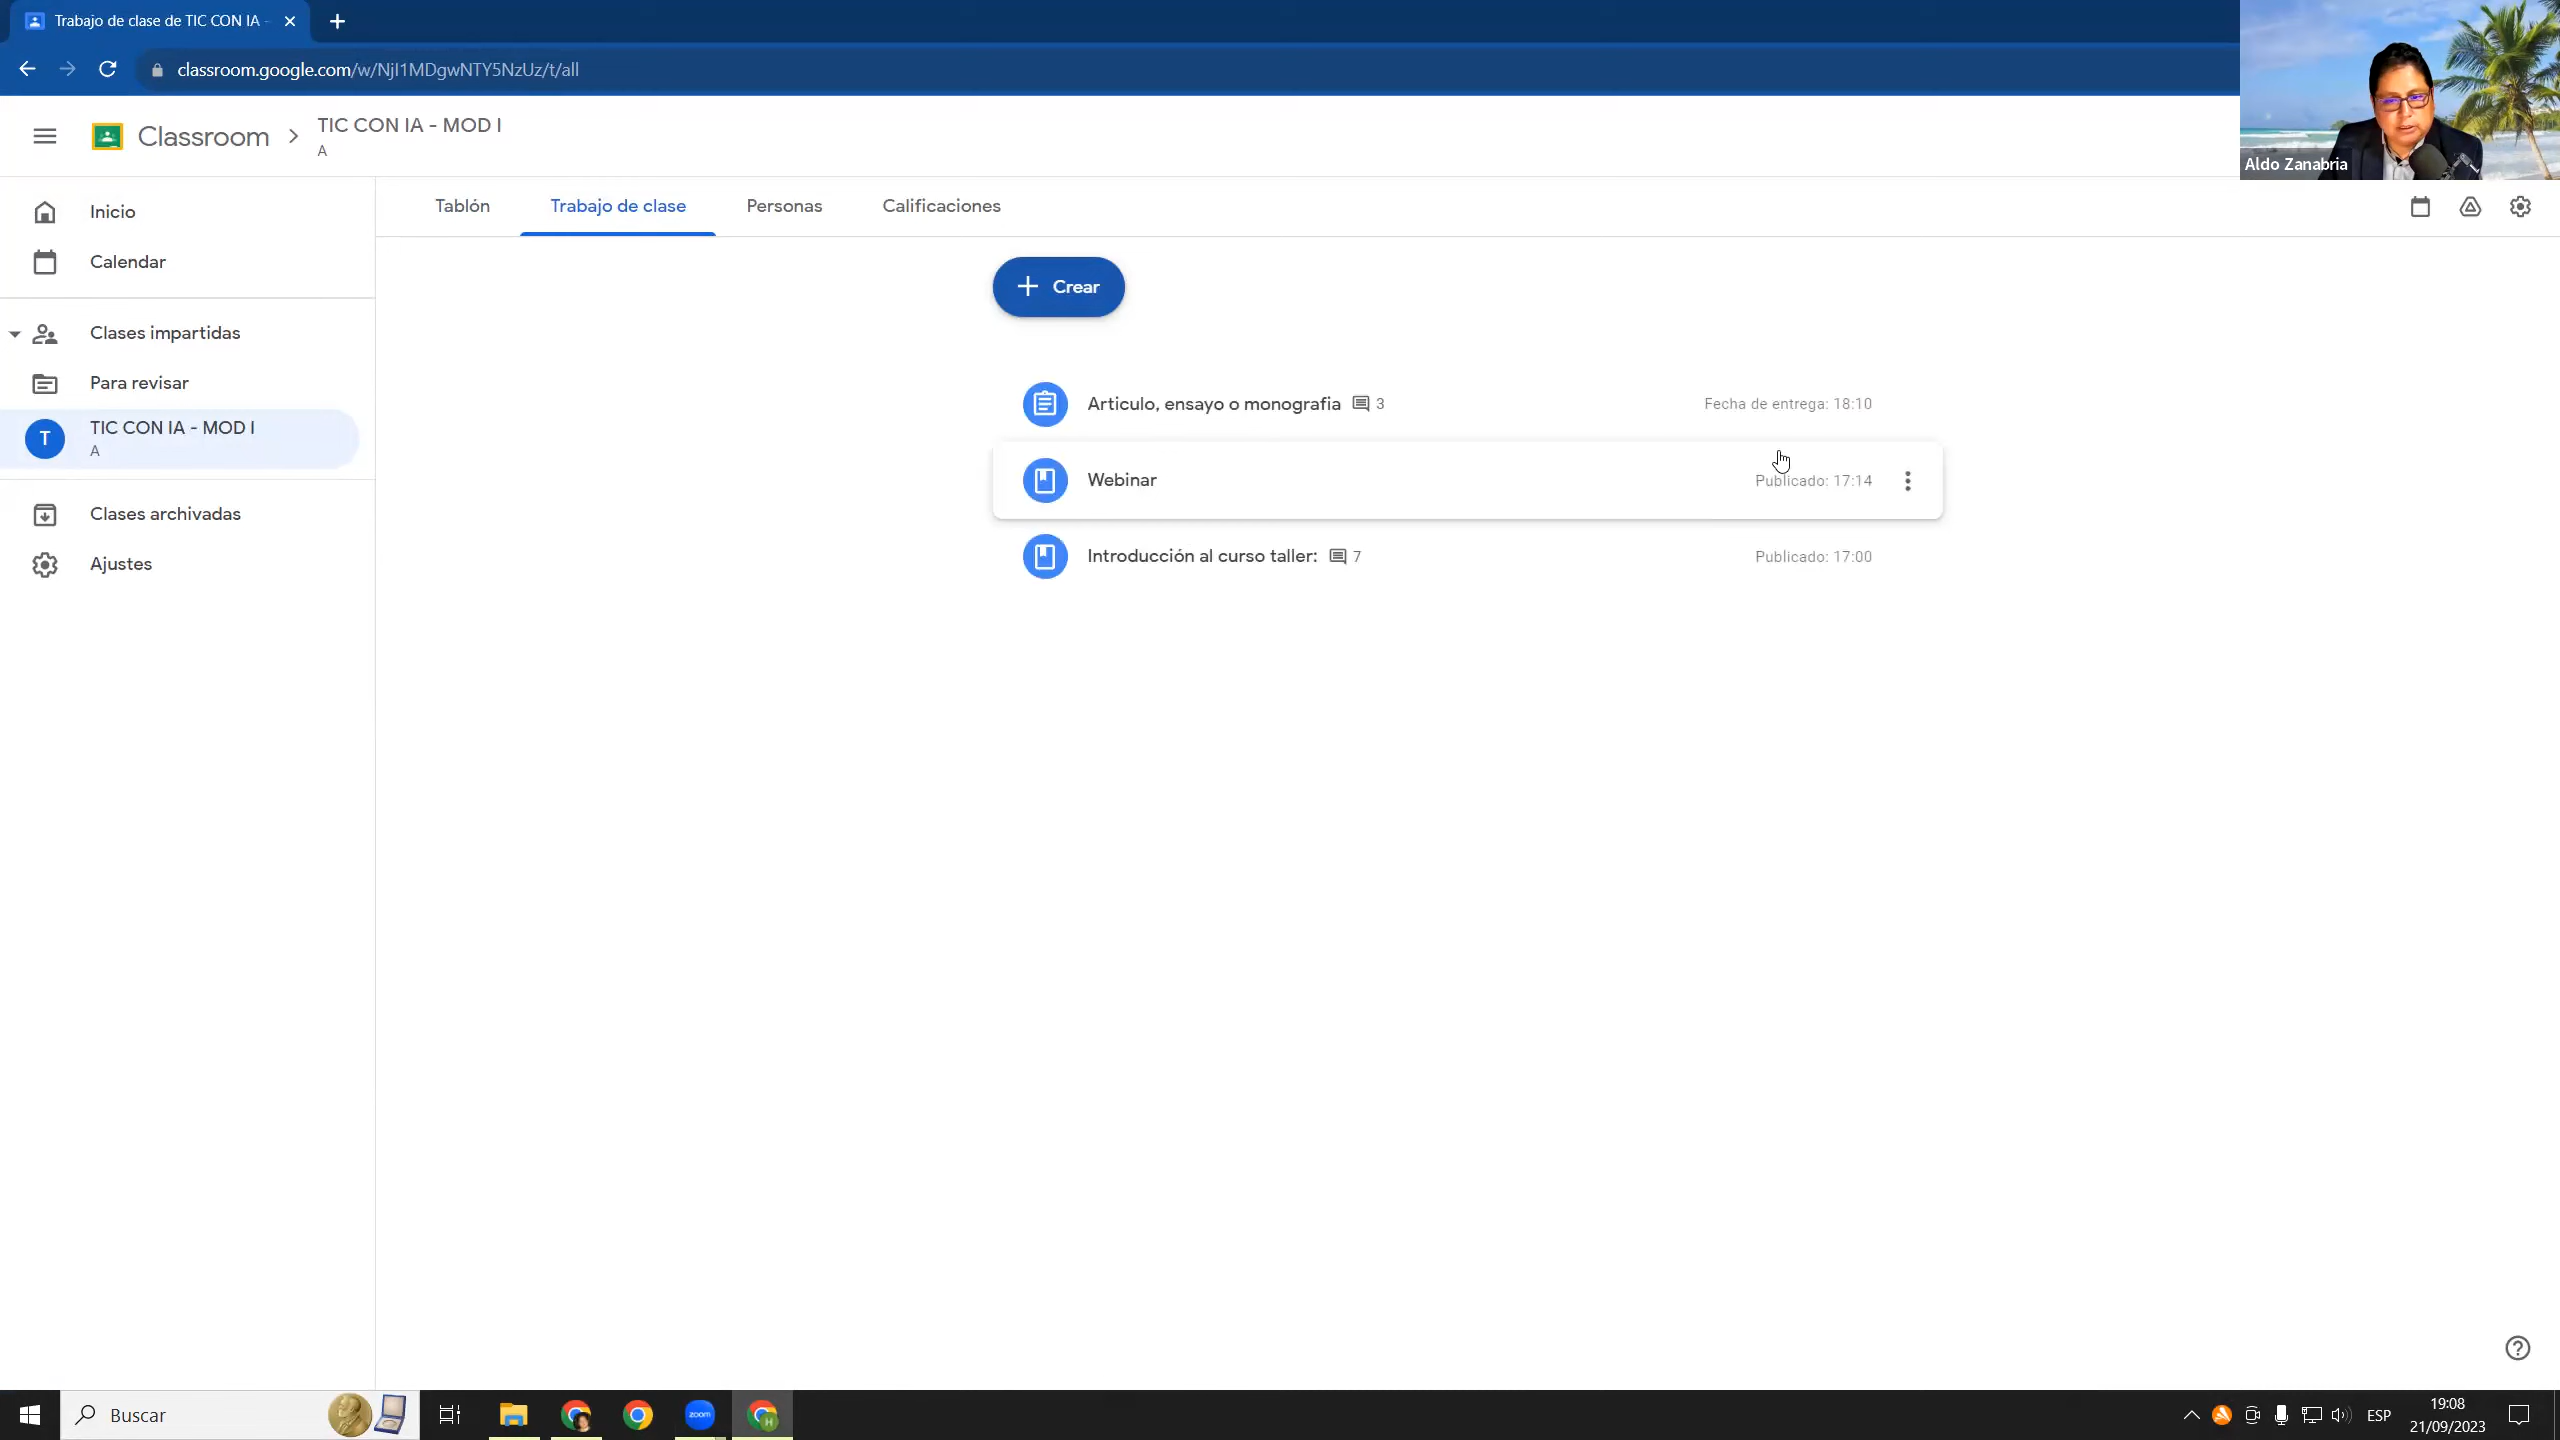 Trabajo de clase de TIC CON IA -
classroom.google.com/w/NjI1MDgwNTY5NzUz/t/all
Aldo Zanabria
Classroom
TIC CON IA - MOD I
A
Inicio
Calendar
Clases impartidas
Para revisar
T
TIC CON IA - MOD I
A
Clases archivadas
Ajustes
Tablón
Trabajo de clase
Personas
Calificaciones
Crear
Articulo, ensayo o monografia 3
Fecha de entrega: 18:10
Webinar
Publicado: 17:14
Introducción al curso taller: 7
Publicado: 17:00
Buscar
zoom
H
ESP
19:08
21/09/2023